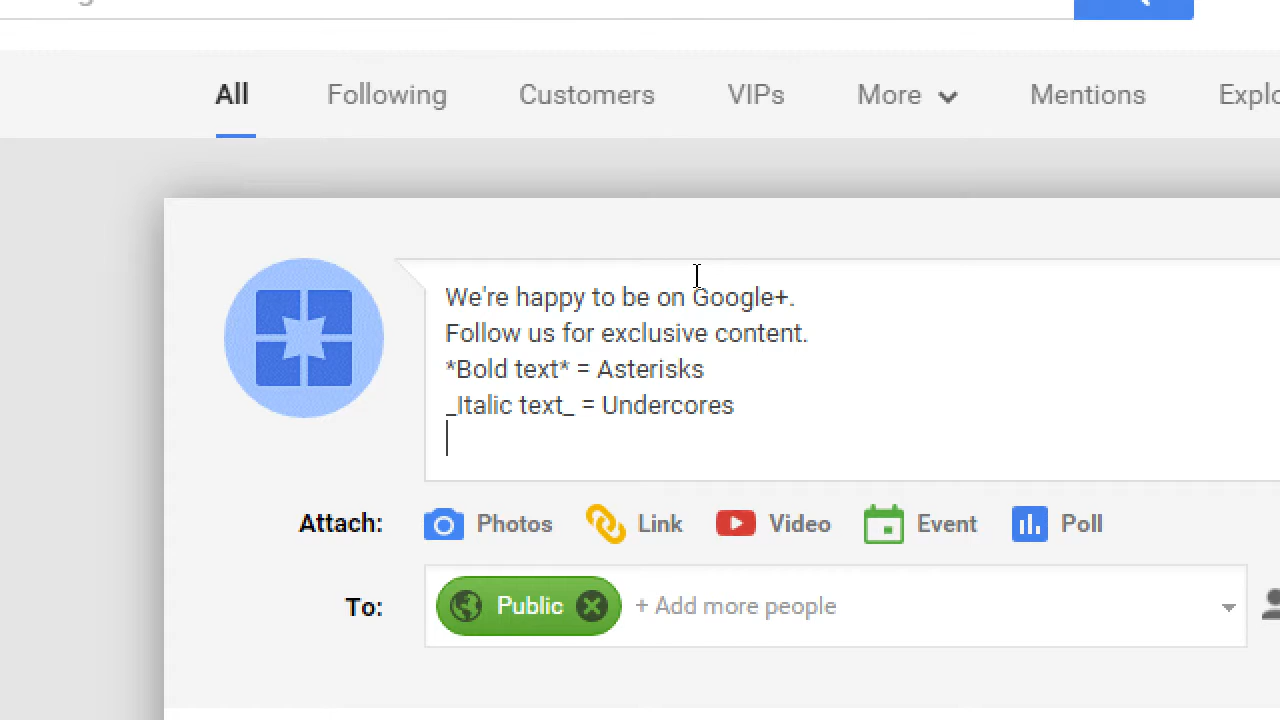 All Following Customers VIPs More Mentions
We're happy to be on Google+.
Follow us for exclusive content.
*Bold text* = Asterisks
_Italic text_ = Undercores
Attach: Photos Link Video Event Poll
To: Public + Add more people